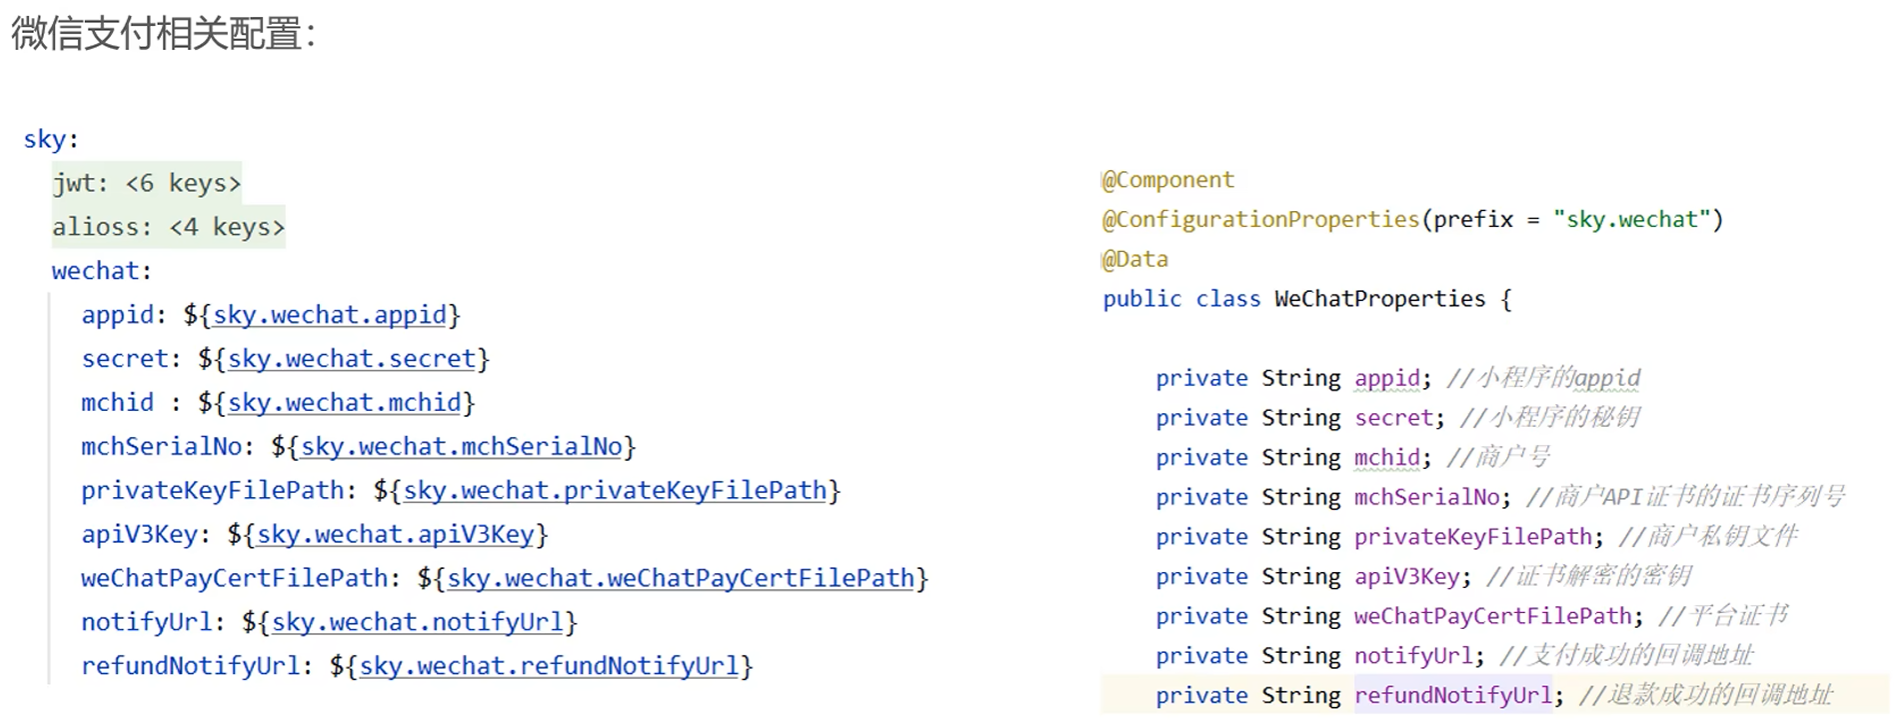 微信支付相关配置：
sky:
jwt: <6 keys>
alioss: <4 keys>
wechat:
appid: ${sky.wechat.appid}
secret: ${sky.wechat.secret}
mchid : ${sky.wechat.mchid}
mchSerialNo: ${sky.wechat.mchSerialNo}
privateKeyFilePath: ${sky.wechat.privateKeyFilePath}
apiV3Key: ${sky.wechat.apiV3Key}
weChatPayCertFilePath: ${sky.wechat.weChatPayCertFilePath}
notifyUrl: ${sky.wechat.notifyUrl}
refundNotifyUrl: ${sky.wechat.refundNotifyUrl}
@Component
@ConfigurationProperties(prefix = "sky.wechat")
@Data
public class WeChatProperties {
private String appid; //小程序的appid
private String secret; //小程序的秘钥
private String mchid; //商户号
private String mchSerialNo; //商户API证书的证书序列号
private String privateKeyFilePath; //商户私钥文件
private String apiV3Key; //证书解密的密钥
private String weChatPayCertFilePath; //平台证书
private String notifyUrl; //支付成功的回调地址
private String refundNotifyUrl; //退款成功的回调地址